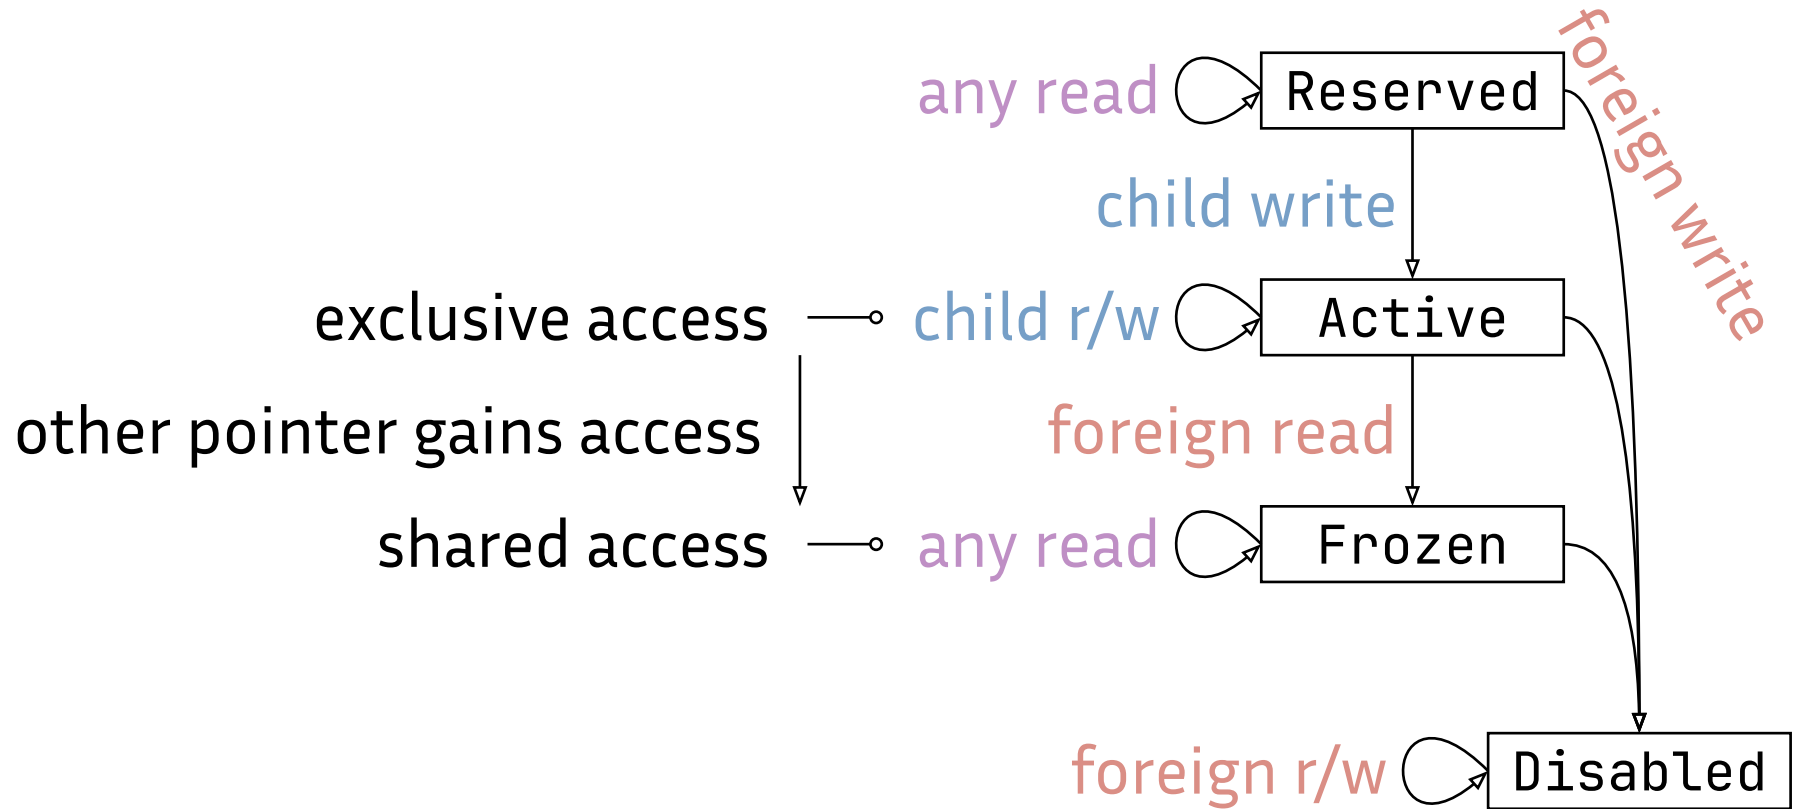 any read
Reserved
foreign write
child write
exclusive access
child r/w
Active
other pointer gains access
foreign read
shared access
any read
Frozen
foreign r/w
Disabled